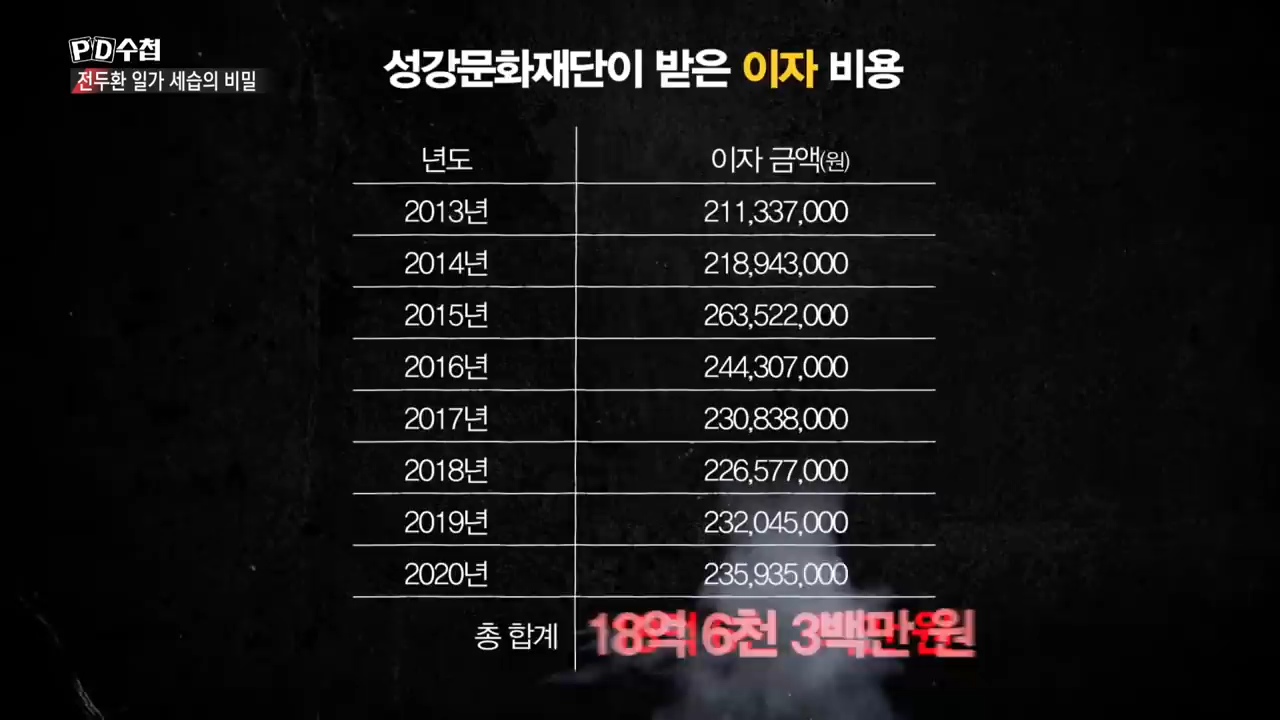 PD수첩
전두환 일가 세습의 비밀
성강문화재단이 받은 이자 비용
년도 이자 금액(원)
2013년 211,337,000
2014년 218,943,000
2015년 263,522,000
2016년 244,307,000
2017년 230,838,000
2018년 226,577,000
2019년 232,045,000
2020년 235,935,000
총 합계 18억 6천 3백만 원